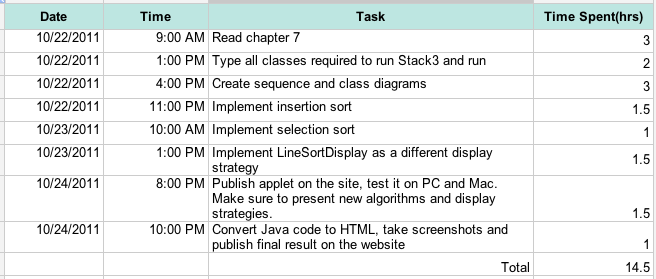 Date Time Task Time Spent(hrs)
10/22/2011 9:00 AM Read chapter 7 3
10/22/2011 1:00 PM Type all classes required to run Stack3 and run 2
10/22/2011 4:00 PM Create sequence and class diagrams 3
10/22/2011 11:00 PM Implement insertion sort 1.5
10/23/2011 10:00 AM Implement selection sort 1
10/23/2011 1:00 PM Implement LineSortDisplay as a different display
strategy 1.5
10/24/2011 8:00 PM Publish applet on the site, test it on PC and Mac.
Make sure to present new algorithms and display
strategies. 1.5
10/24/2011 10:00 PM Convert Java code to HTML, take screenshots and
publish final result on the website 1
Total 14.5